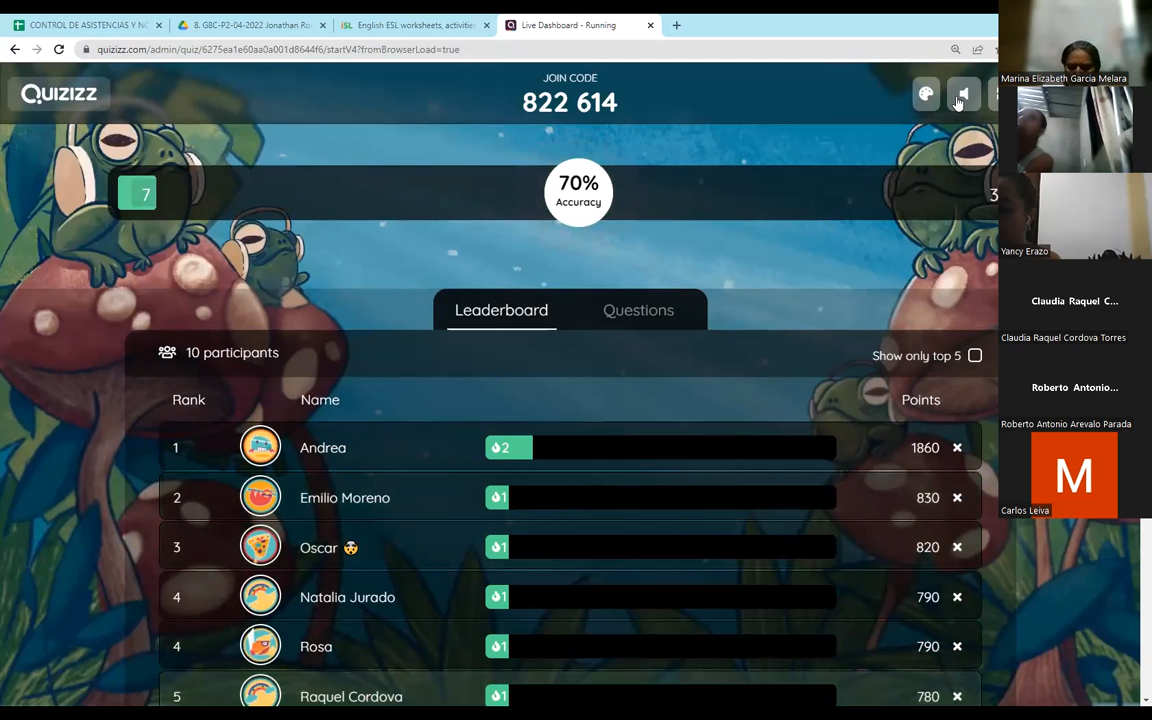 CONTROL DE ASISTENCIAS Y NO
8. G8C-P2-04-2022 Jonathan Ro
iSL English ESL worksheets, activitie
Live Dashboard - Running
quizizz.com/admin/quiz/6275ea1e60aa0a001d8644f6/startV4?fromBrowserLoad=true
QUIZIZZ
JOIN CODE
822 614
7
70%
Accuracy
3
Leaderboard Questions
10 participants
Show only top 5
Rank Name Points
1 Andrea 2 1860
2 Emilio Moreno 1 830
3 Oscar 1 820
4 Natalia Jurado 1 790
4 Rosa 1 790
5 Raquel Cordova 1 780
Marina Elizabeth Garcia Melara
Yancy Erazo
Claudia Raquel C...
Claudia Raquel Cordova Torres
Roberto Antonio...
Roberto Antonio Arevalo Parada
M
Carlos Leiva